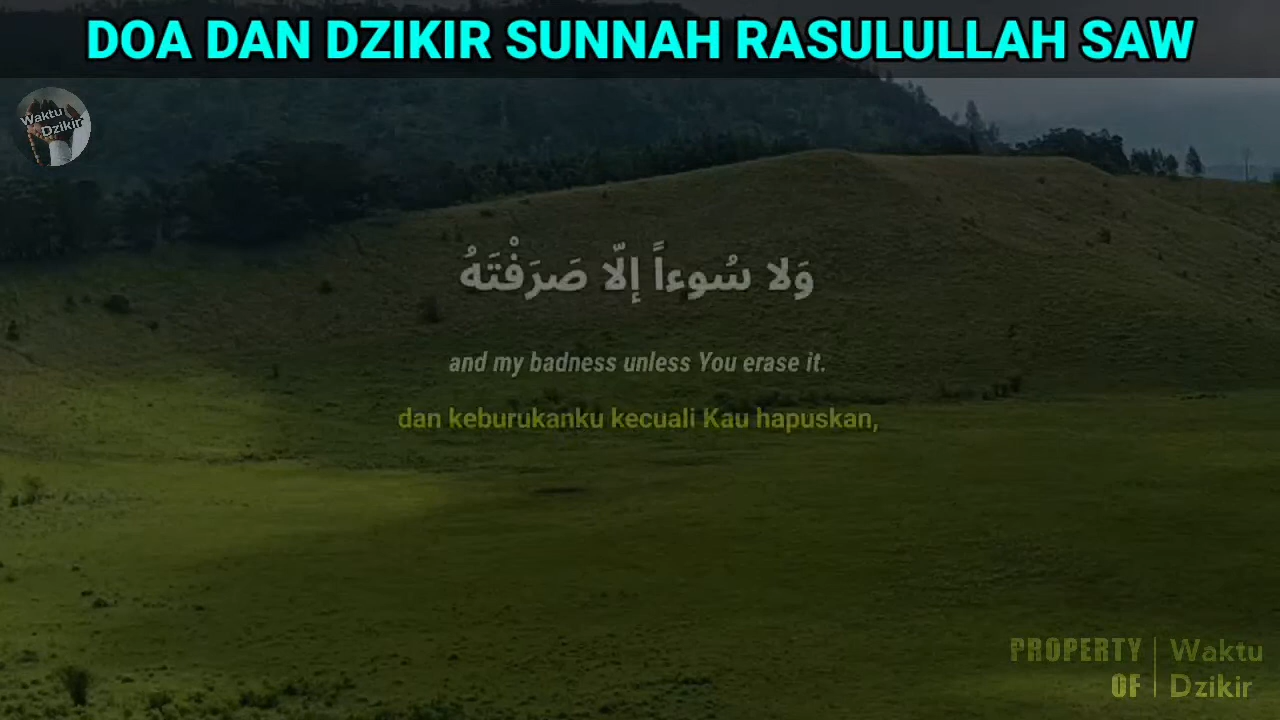 DOA DAN DZIKIR SUNNAH RASULULLAH SAW
Waktu
Dzikir
وَلا سُوءاً إلّا صَرَفْتَهُ
and my badness unless You erase it.
dan keburukanku kecuali Kau hapuskan,
PROPERTY OF
Waktu Dzikir